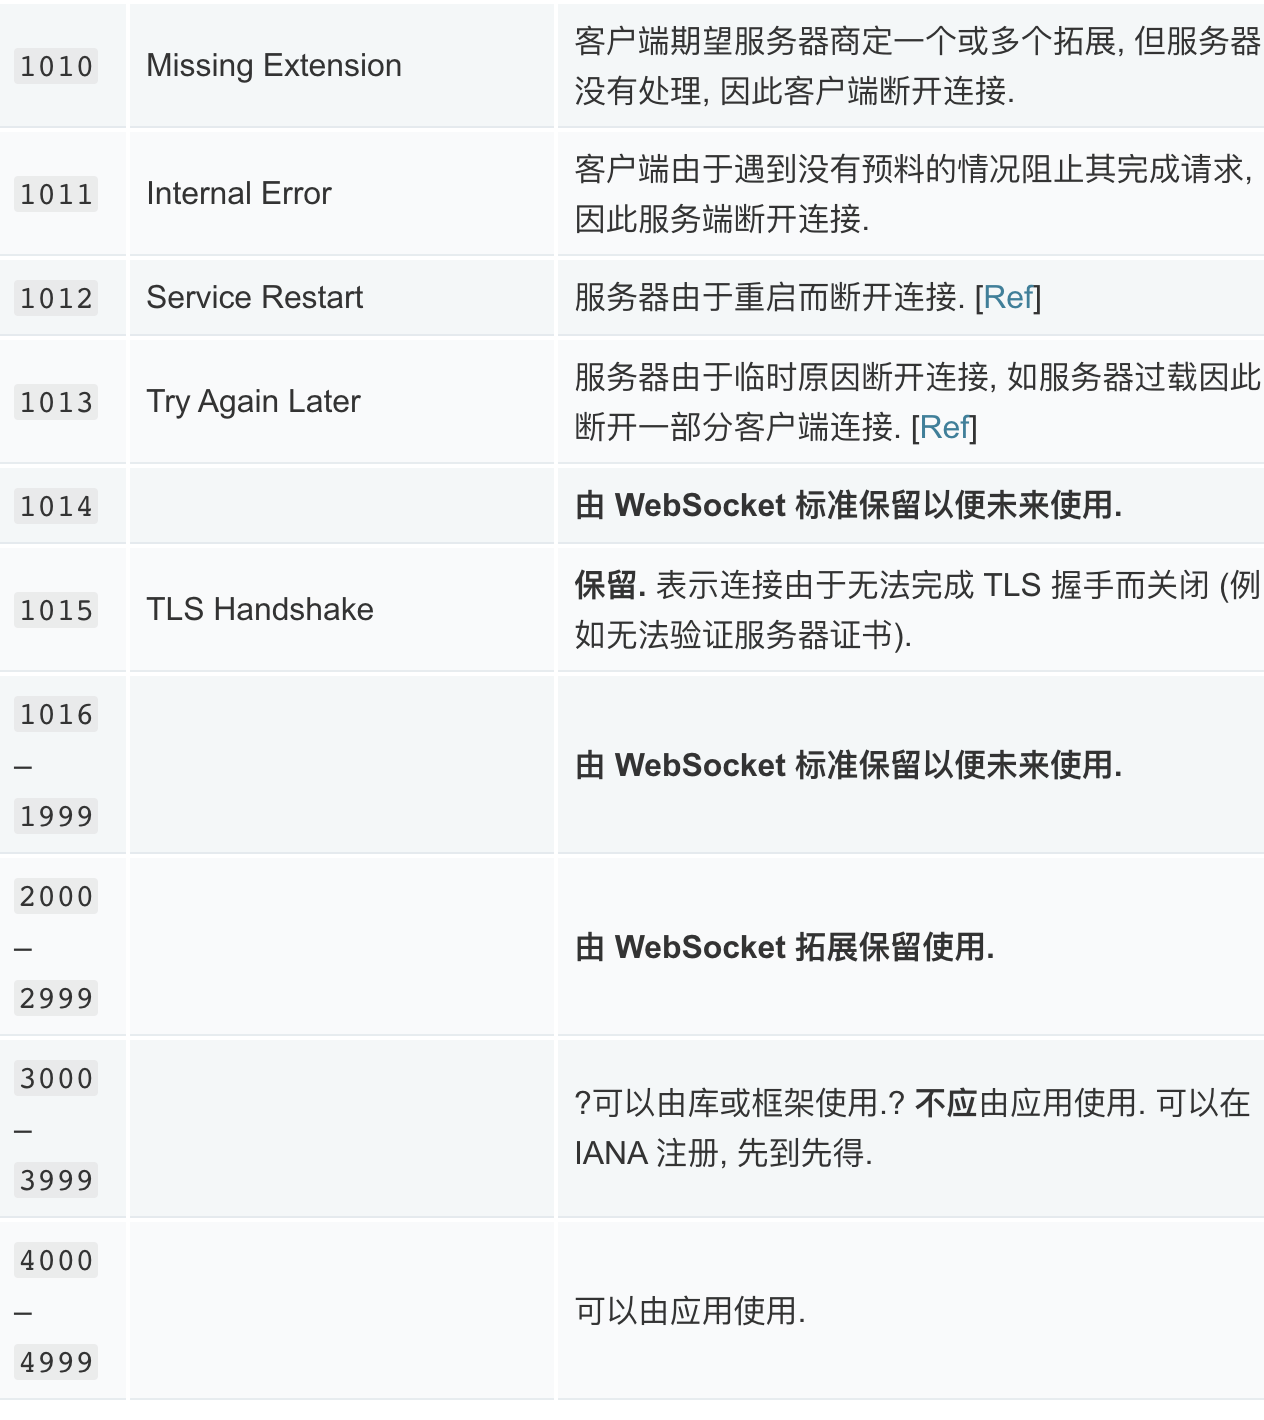 1010
Missing Extension
客户端期望服务器商定一个或多个拓展, 但服务器
没有处理, 因此客户端断开连接.
1011
Internal Error
客户端由于遇到没有预料的情况阻止其完成请求,
因此服务端断开连接.
1012
Service Restart
服务器由于重启而断开连接. [Ref]
1013
Try Again Later
服务器由于临时原因断开连接, 如服务器过载因此
断开一部分客户端连接. [Ref]
1014
由 WebSocket 标准保留以便未来使用.
1015
TLS Handshake
保留. 表示连接由于无法完成 TLS 握手而关闭 (例
如无法验证服务器证书).
1016
–
1999
由 WebSocket 标准保留以便未来使用.
2000
–
2999
由 WebSocket 拓展保留使用.
3000
–
3999
?可以由库或框架使用.? 不应由应用使用. 可以在
IANA 注册, 先到先得.
4000
–
4999
可以由应用使用.